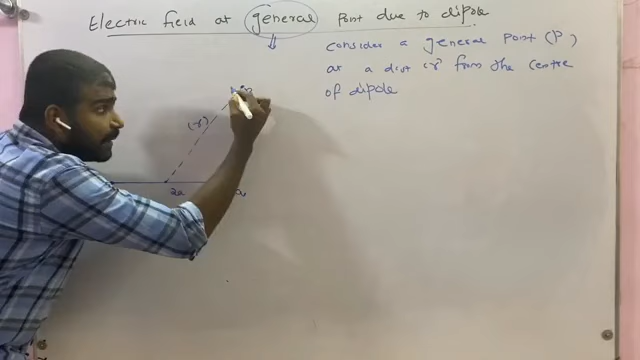 Electric field at general point due to dipole
consider a general point (P)
at a dist 'r' from the centre
of dipole
(r)
2a